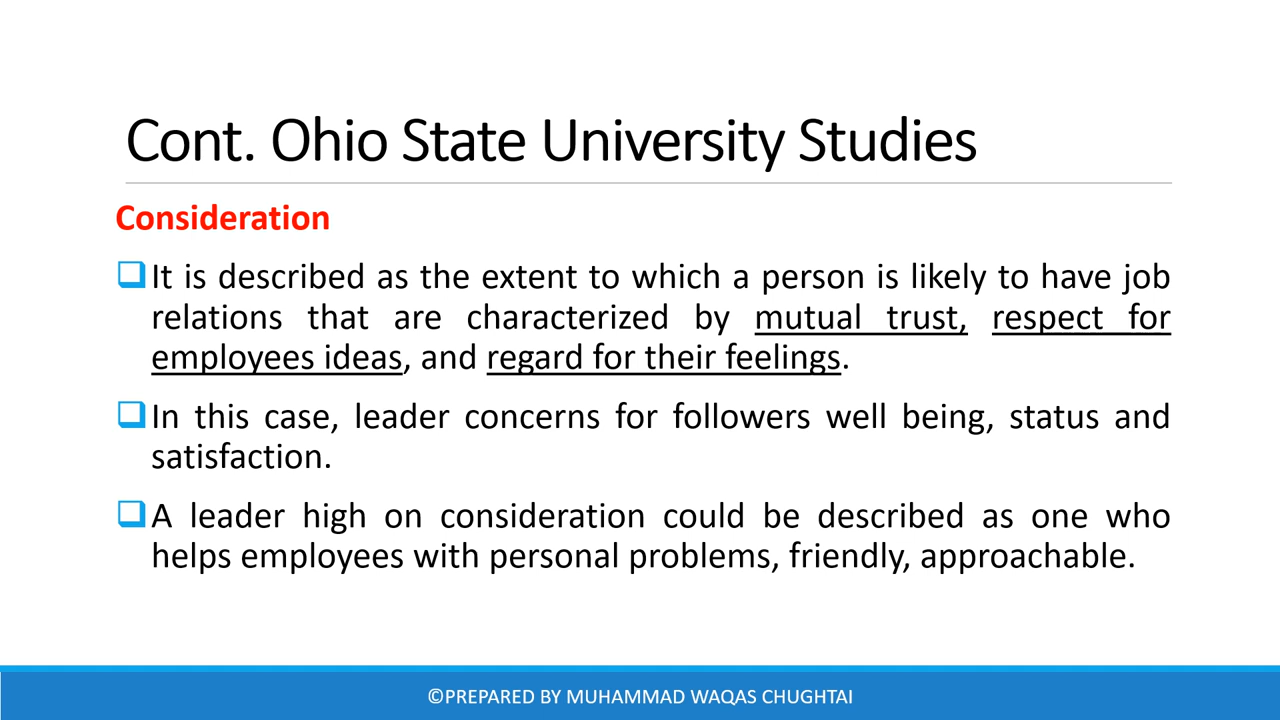 Cont. Ohio State University Studies
Consideration
It is described as the extent to which a person is likely to have job
relations that are characterized by mutual trust, respect for
employees ideas, and regard for their feelings.
In this case, leader concerns for followers well being, status and
satisfaction.
A leader high on consideration could be described as one who
helps employees with personal problems, friendly, approachable.
©PREPARED BY MUHAMMAD WAQAS CHUGHTAI